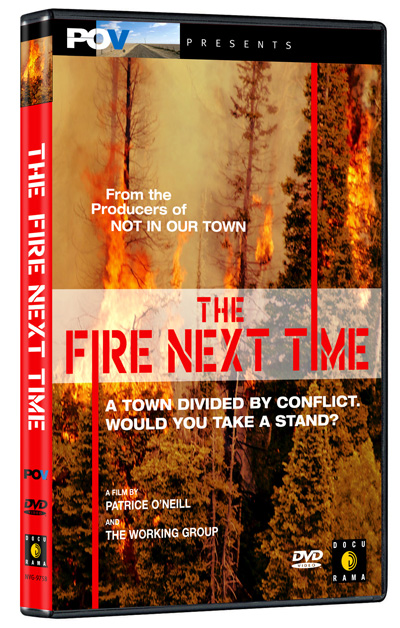 POV
PRESENTS
From the
Producers of
NOT IN OUR TOWN
THE
FIRE NEXT TIME
A TOWN DIVIDED BY CONFLICT.
WOULD YOU TAKE A STAND?
A FILM BY
PATRICE O'NEILL
AND
THE WORKING GROUP
DVD
VIDEO
DOCU
RAMA
THE FIRE NEXT TIME
POV
DVD
DOCU
RAMA